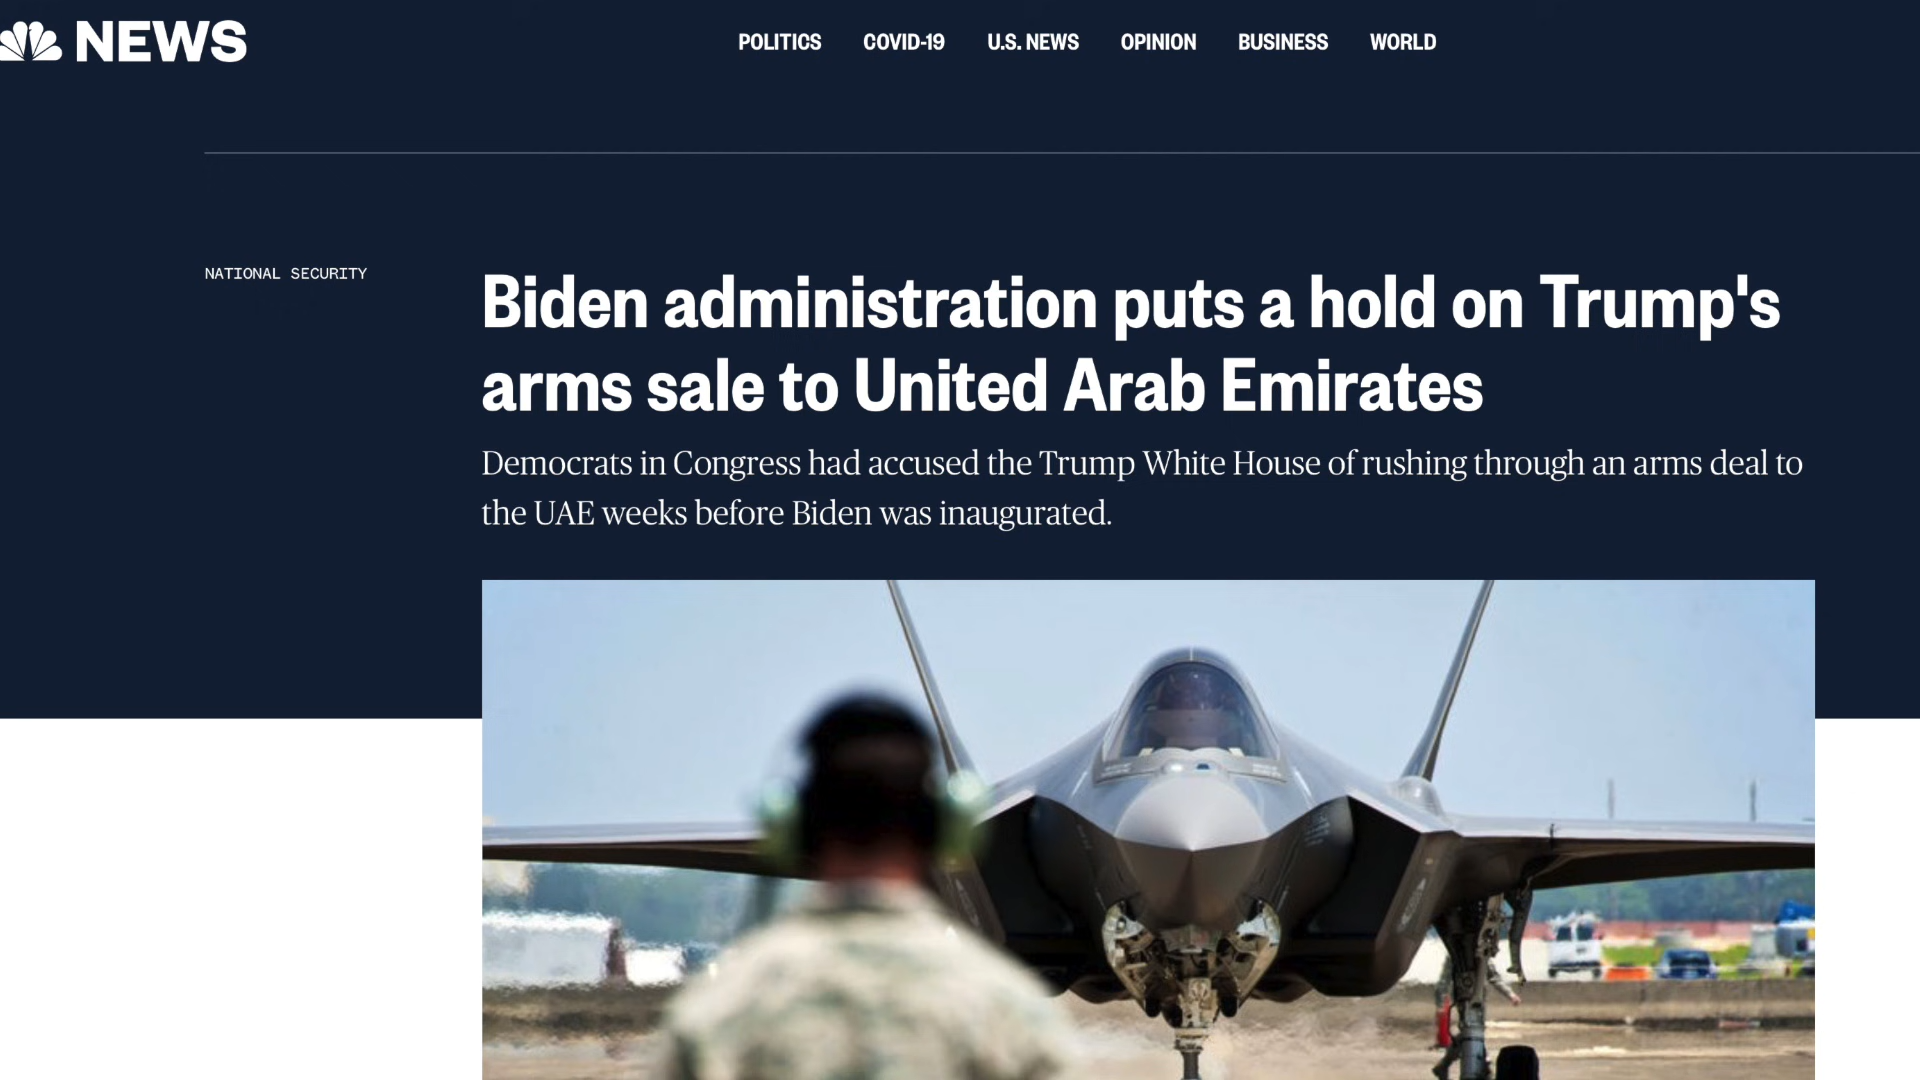 NEWS
POLITICS COVID-19 U.S. NEWS OPINION BUSINESS WORLD
NATIONAL SECURITY
Biden administration puts a hold on Trump's
arms sale to United Arab Emirates
Democrats in Congress had accused the Trump White House of rushing through an arms deal to
the UAE weeks before Biden was inaugurated.